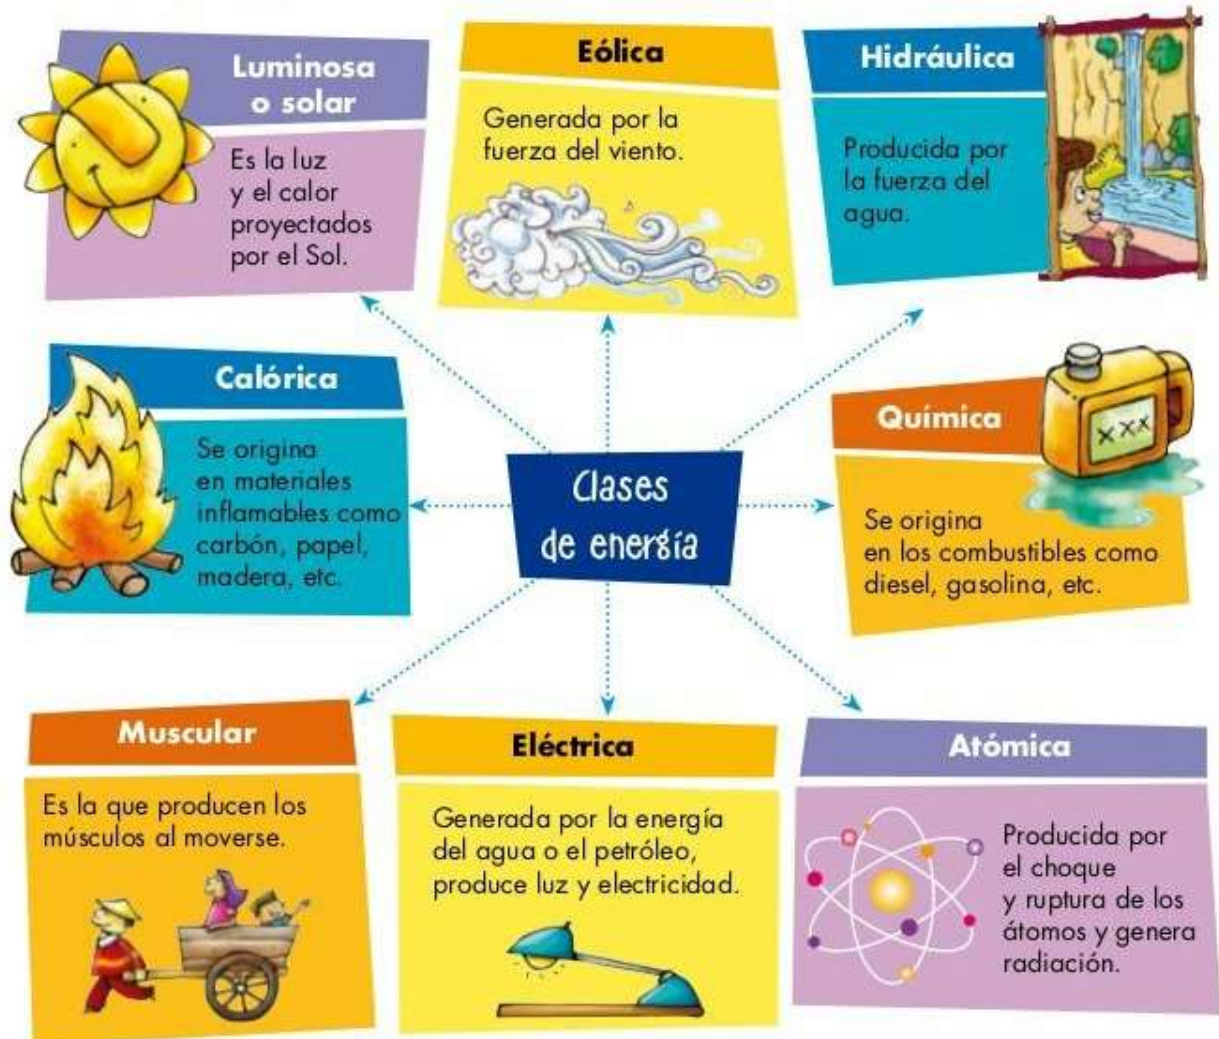 Luminosa
o solar
Es la luz
y el calor
proyectados
por el Sol.
Eólica
Generada por la
fuerza del viento.
Hidráulica
Producida por
la fuerza del
agua.
Calórica
Se origina
en materiales
inflamables como
carbón, papel,
madera, etc.
Clases
de energía
Química
XXX
Se origina
en los combustibles como
diesel, gasolina, etc.
Muscular
Es la que producen los
músculos al moverse.
Eléctrica
Generada por la energía
del agua o el petróleo,
produce luz y electricidad.
Atómica
Producida por
el choque
y ruptura de los
átomos y genera
radiación.